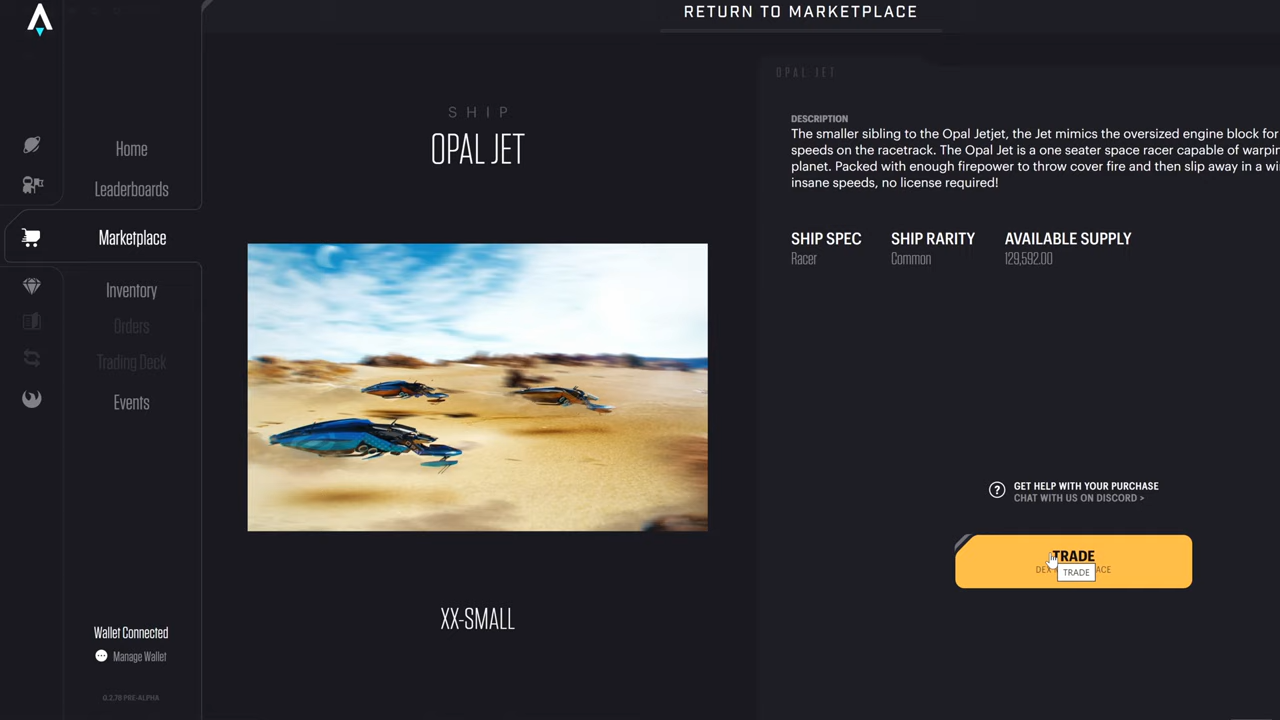 RETURN TO MARKETPLACE
OPAL JET
SHIP
OPAL JET
DESCRIPTION
The smaller sibling to the Opal Jetjet, the Jet mimics the oversized engine block for
speeds on the racetrack. The Opal Jet is a one seater space racer capable of warpin
planet. Packed with enough firepower to throw cover fire and then slip away in a wi
insane speeds, no license required!
SHIP SPEC
Racer
SHIP RARITY
Common
AVAILABLE SUPPLY
129,592.00
Home
Leaderboards
Marketplace
Inventory
Orders
Trading Deck
Events
GET HELP WITH YOUR PURCHASE
CHAT WITH US ON DISCORD >
TRADE
TRADE
XX-SMALL
Wallet Connected
Manage Wallet
0.2.78 PRE-ALPHA